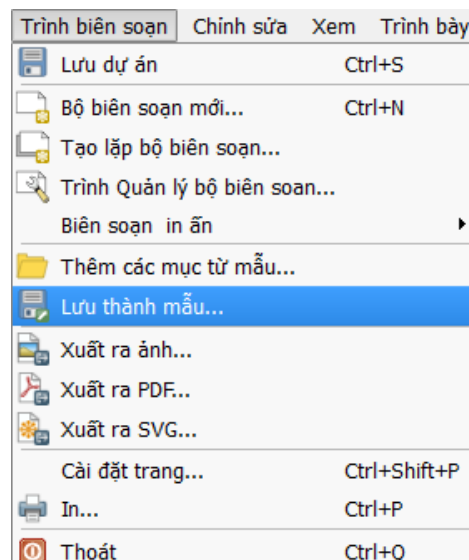 Trình biên soạn Chỉnh sửa Xem Trình bày
Lưu dự án Ctrl+S
Bộ biên soạn mới... Ctrl+N
Tạo lặp bộ biên soạn...
Trình Quản lý bộ biên soan...
Biên soạn in ấn
Thêm các mục từ mẫu...
Lưu thành mẫu...
Xuất ra ảnh...
Xuất ra PDF...
Xuất ra SVG...
Cài đặt trang... Ctrl+Shift+P
In... Ctrl+P
Thoát Ctrl+Q